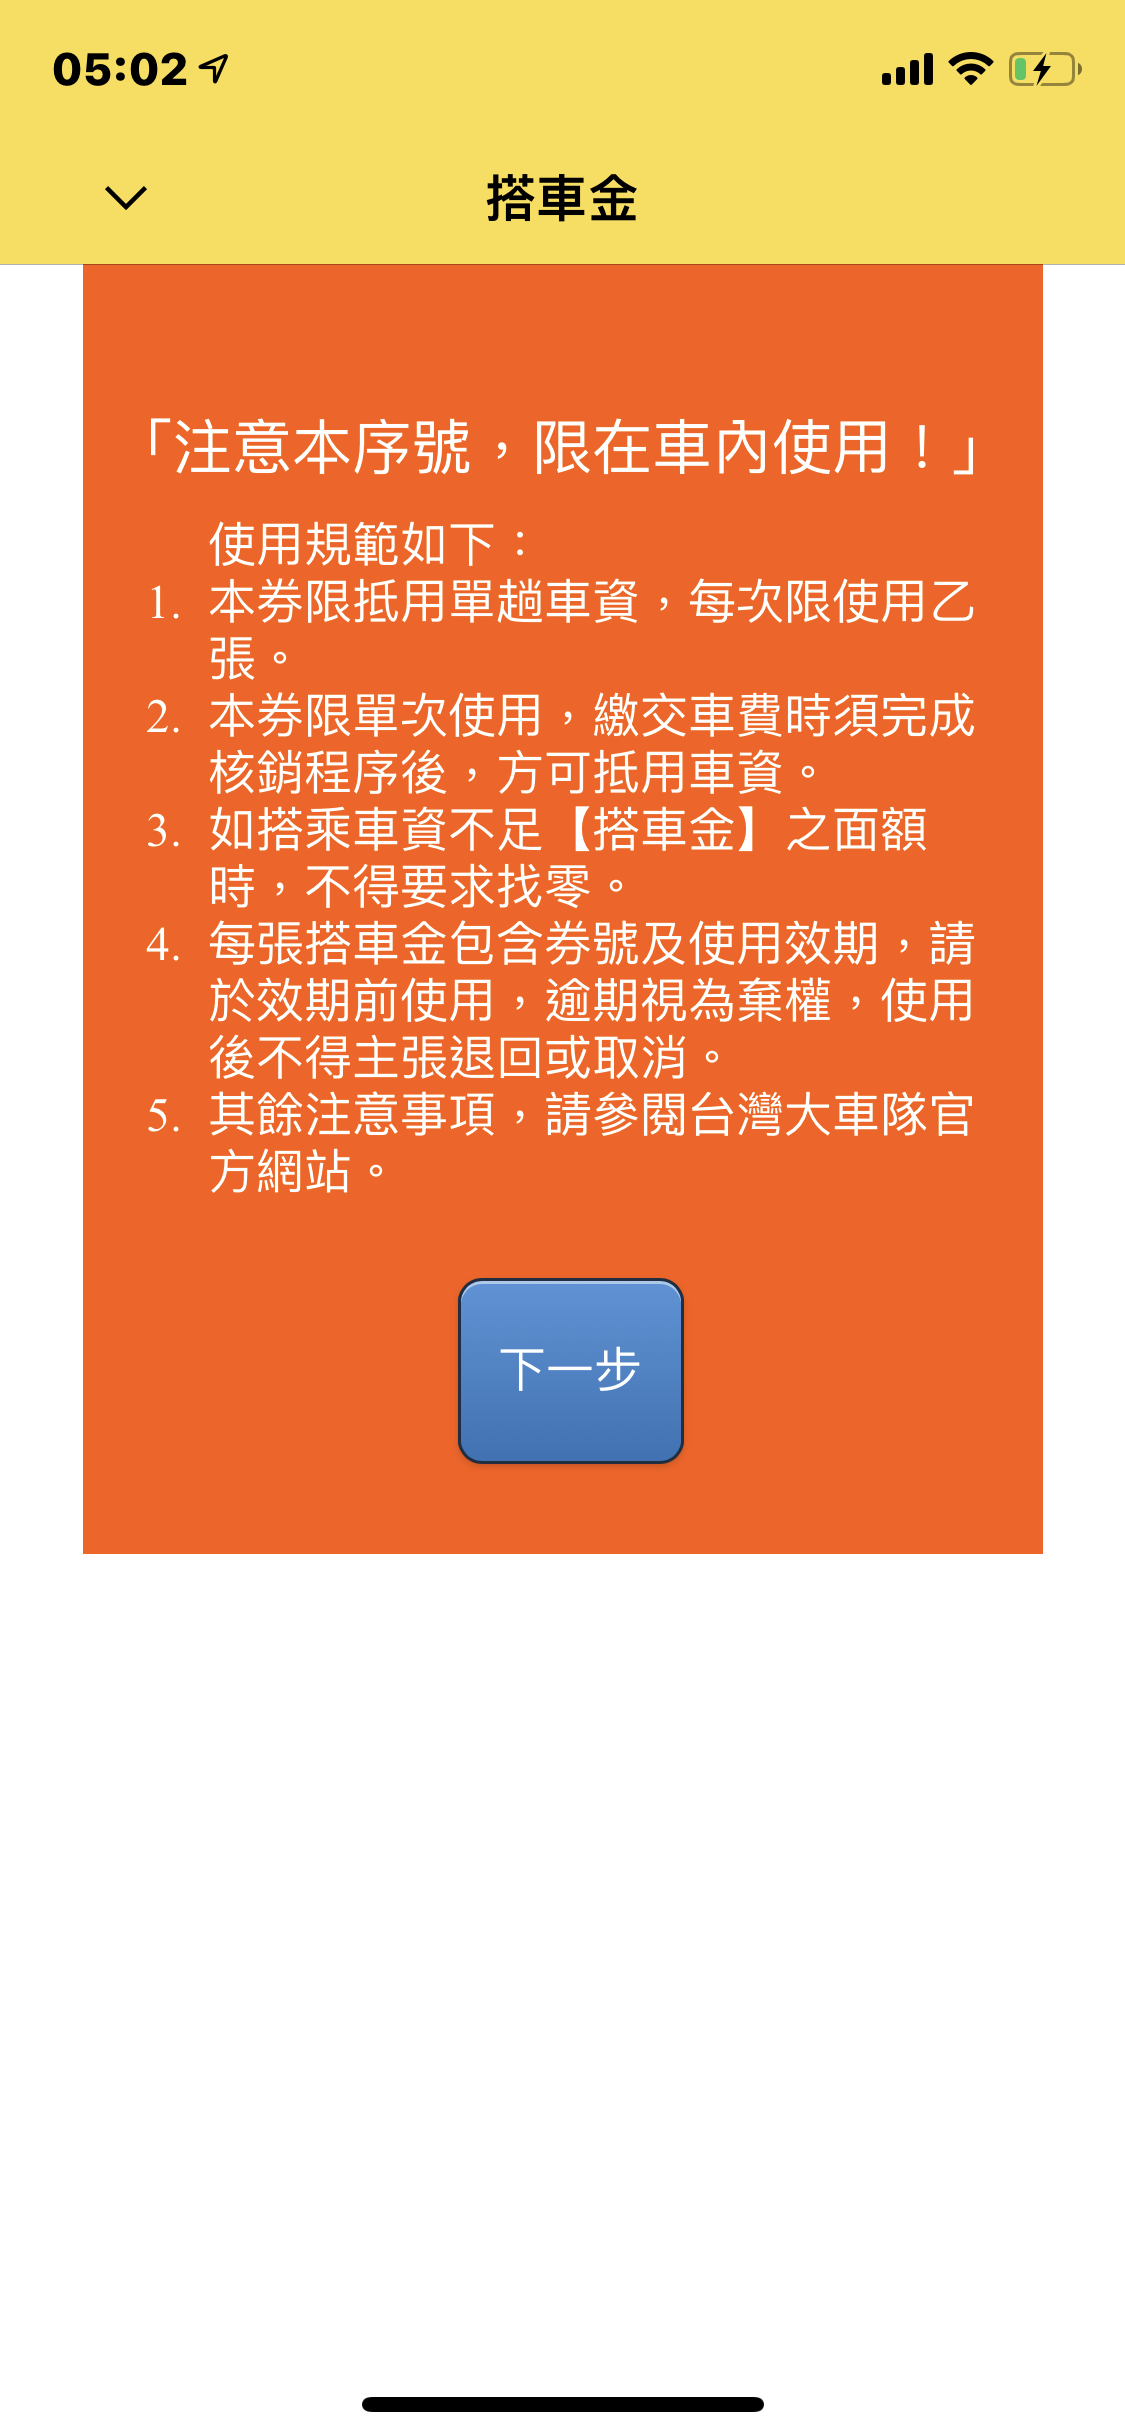 05:02
搭車金
「注意本序號，限在車內使用！」
使用規範如下：
1. 本券限抵用單趟車資，每次限使用乙
張。
2. 本券限單次使用，繳交車費時須完成
核銷程序後，方可抵用車資。
3. 如搭乘車資不足【搭車金】之面額
時，不得要求找零。
4. 每張搭車金包含券號及使用效期，請
於效期前使用，逾期視為棄權，使用
後不得主張退回或取消。
5. 其餘注意事項，請參閱台灣大車隊官
方網站。
下一步